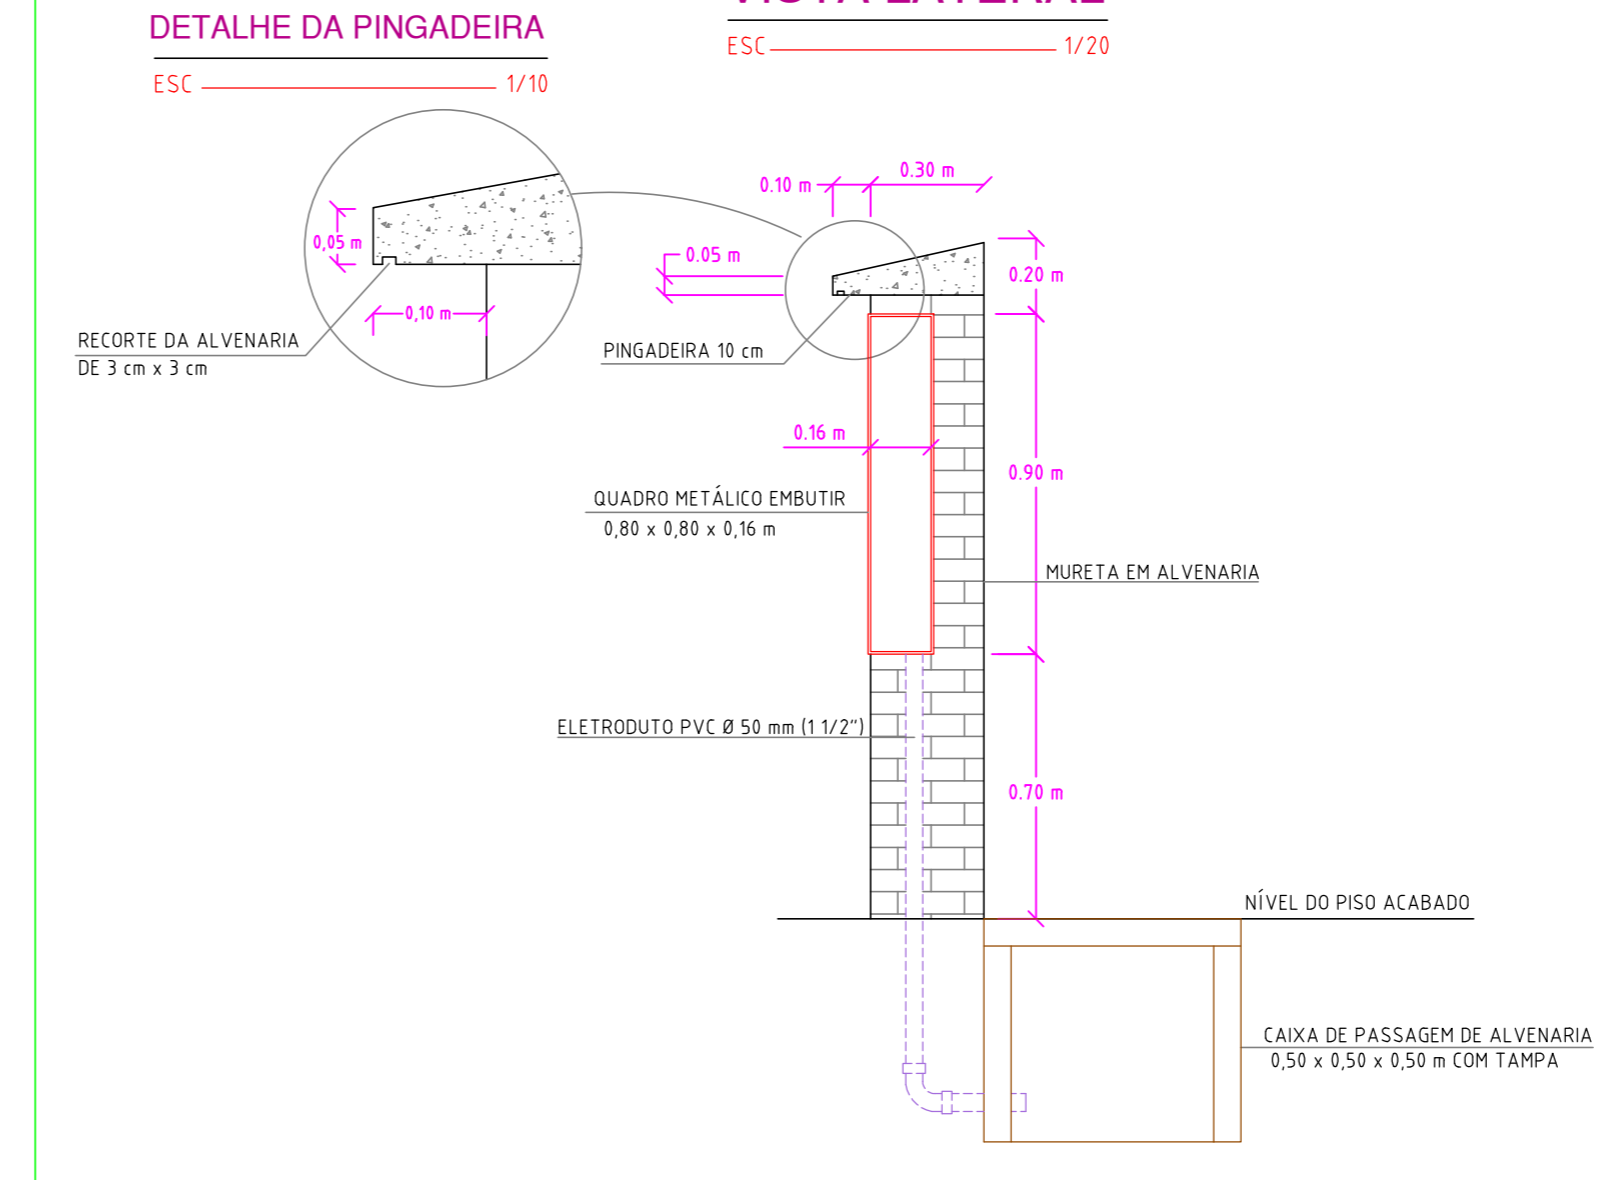 DETALHE DA PINGADEIRA
ESC 1/10
VISTA LATERAL
ESC 1/20
0,05 m
0,10 m
RECORTE DA ALVENARIA
DE 3 cm x 3 cm
0.10 m
0.30 m
0.05 m
0.20 m
PINGADEIRA 10 cm
0.16 m
0.90 m
QUADRO METÁLICO EMBUTIR
0,80 x 0,80 x 0,16 m
MURETA EM ALVENARIA
ELETRODUTO PVC Ø 50 mm (1 1/2")
0.70 m
NÍVEL DO PISO ACABADO
CAIXA DE PASSAGEM DE ALVENARIA
0,50 x 0,50 x 0,50 m COM TAMPA